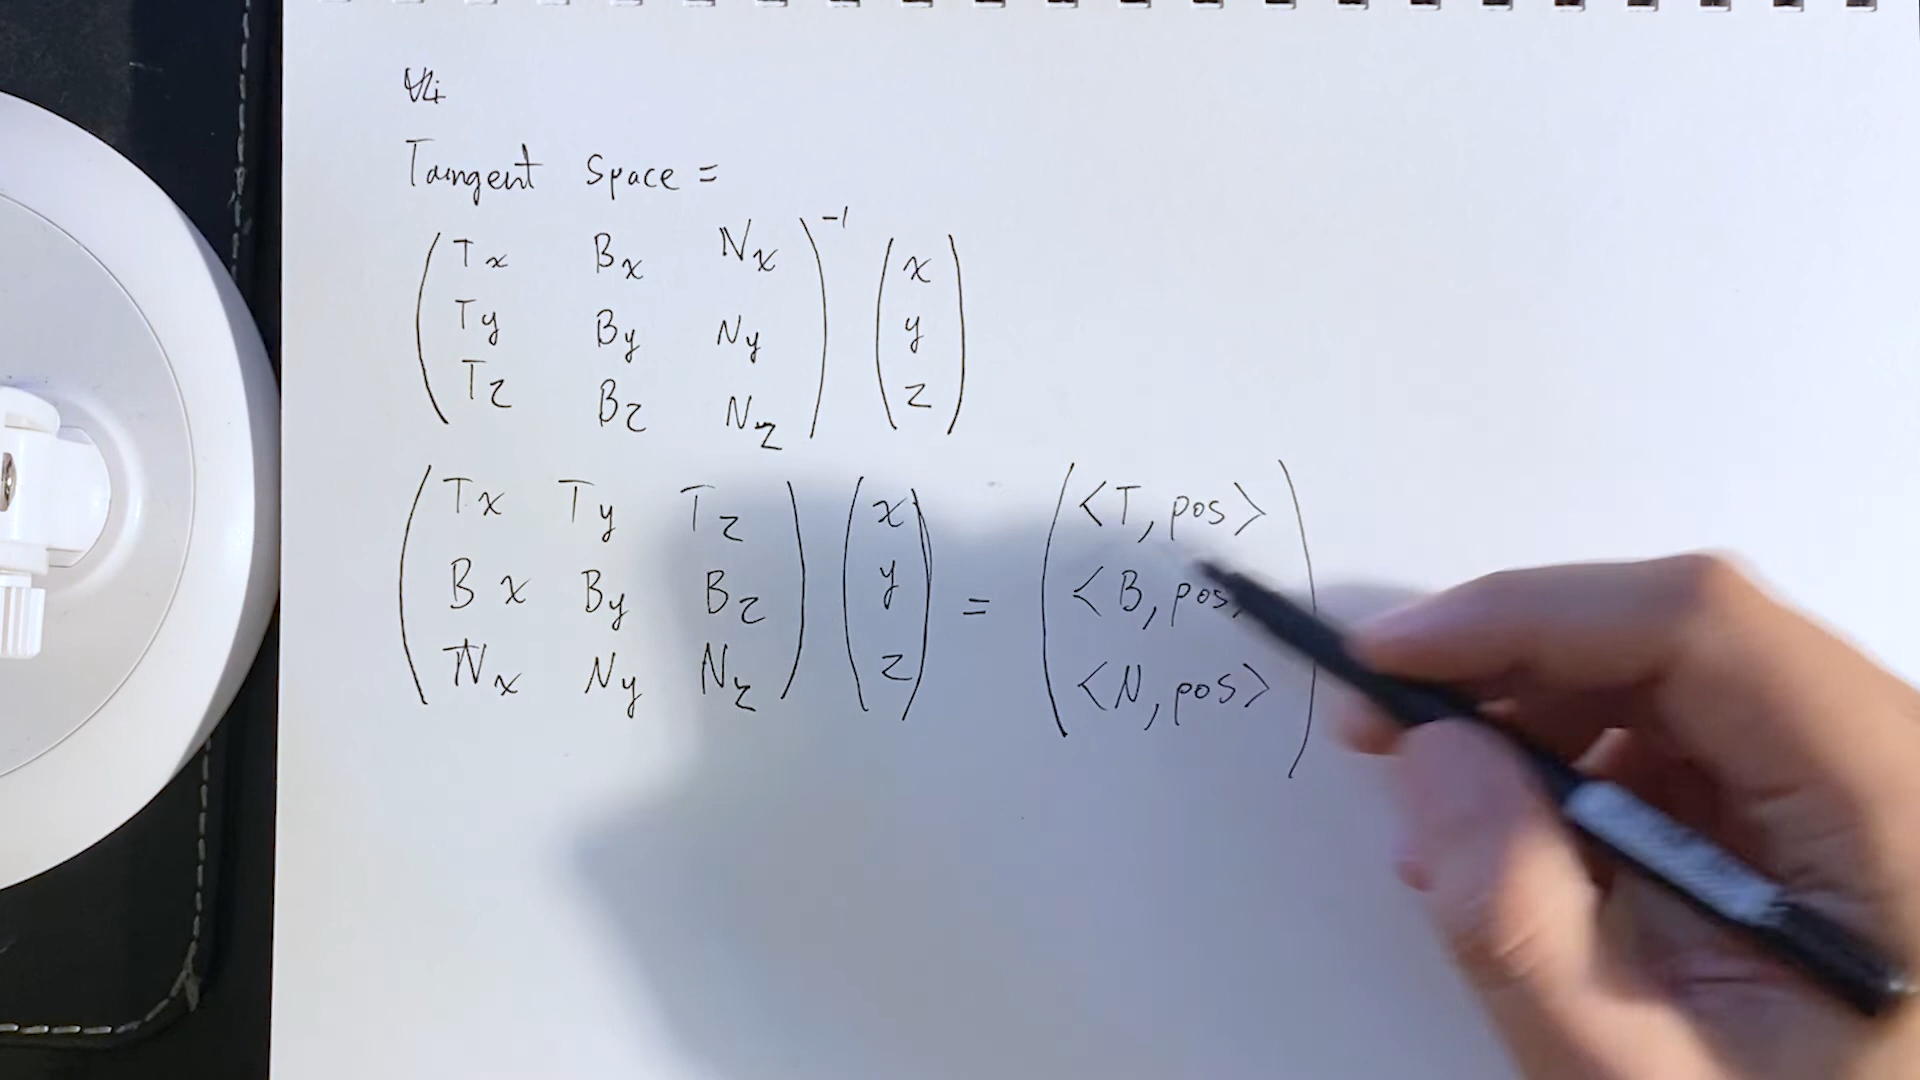 Tangent Space =
( Tx Bx Nx )⁻¹ ( x )
( Ty By Ny ) ( y )
( Tz Bz Nz ) ( z )
( Tx Ty Tz ) ( x ) ( <T, pos> )
( Bx By Bz ) ( y ) = ( <B, pos> )
( Nx Ny Nz ) ( z ) ( <N, pos> )